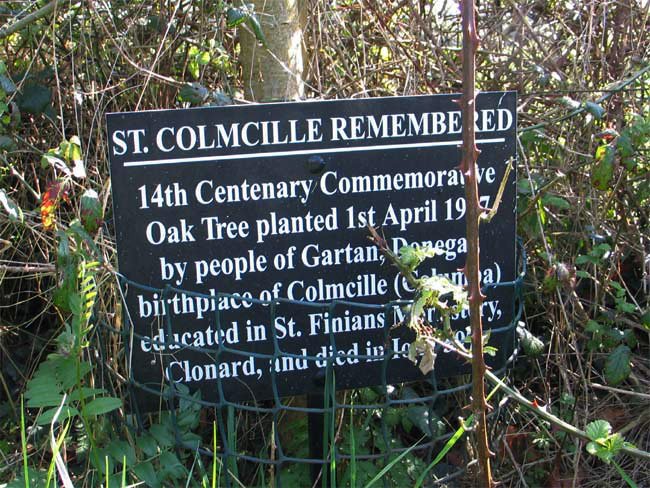 ST. COLMCILLE REMEMBERED
14th Centenary Commemorative
Oak Tree planted 1st April
by people of Gartan, Donegal
birthplace of Colmcille
educated in St. Finians
Clonard, and died in